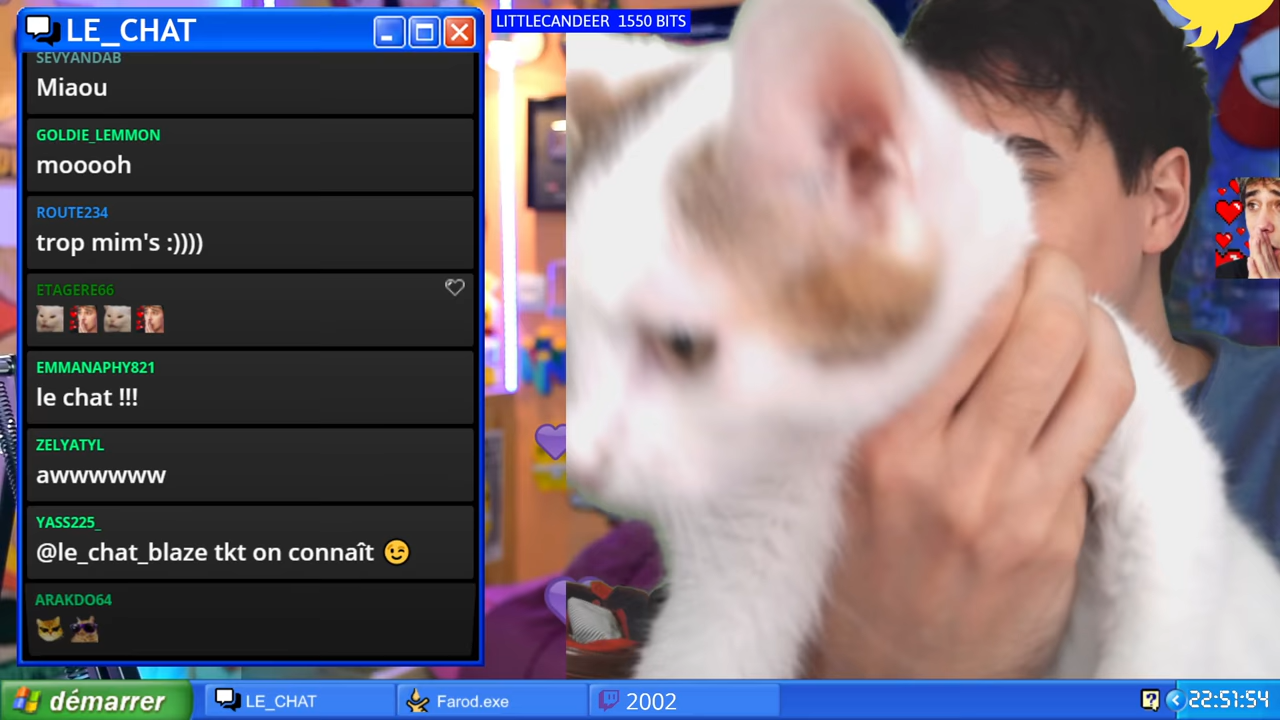 LE_CHAT
LITTLECANDEER 1550 BITS
SEVYANDAB
Miaou
GOLDIE_LEMMON
mooooh
ROUTE234
trop mim's :))))
ETAGERE66
EMMANAPHY821
le chat !!!
ZELYATYL
awwwwww
YASS225_
@le_chat_blaze tkt on connaît 😉
ARAKDO64
démarrer
LE_CHAT
Farod.exe
2002
22:51:54